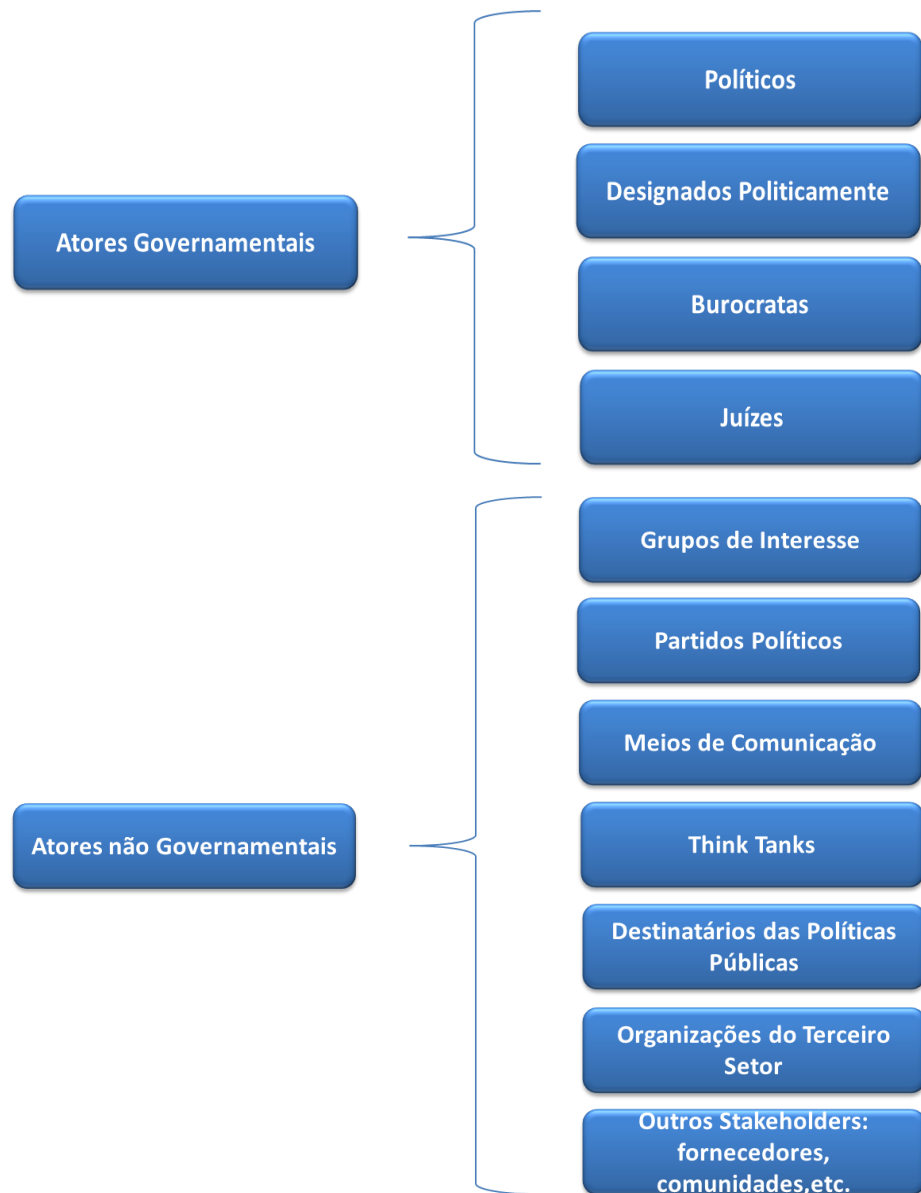 Atores Governamentais
Políticos
Designados Politicamente
Burocratas
Juízes
Atores não Governamentais
Grupos de Interesse
Partidos Políticos
Meios de Comunicação
Think Tanks
Destinatários das Políticas
Públicas
Organizações do Terceiro
Setor
Outros Stakeholders:
fornecedores,
comunidades,etc.